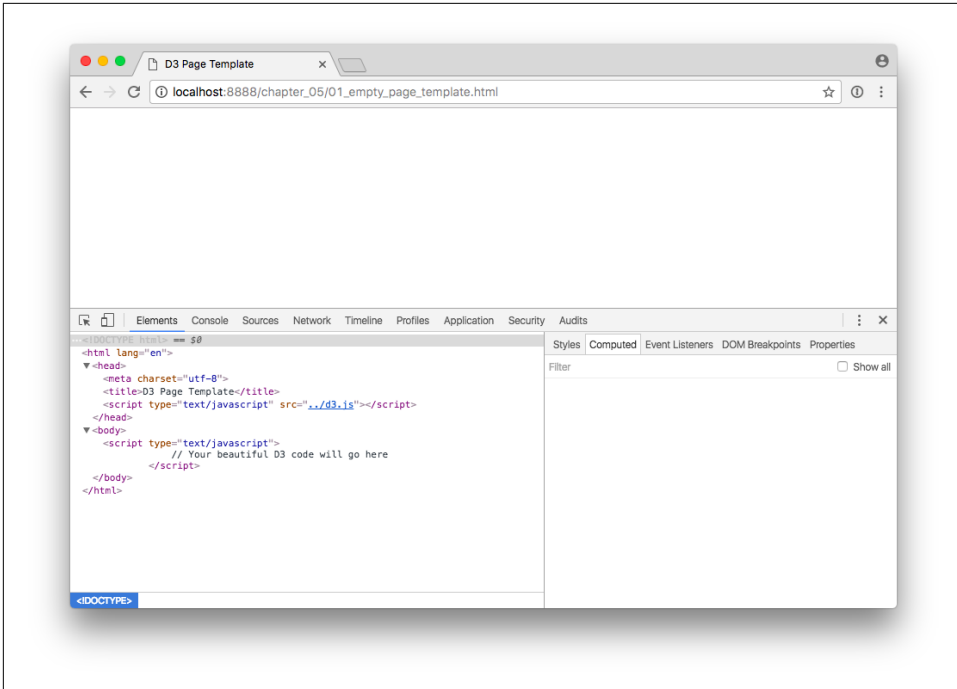 D3 Page Template
localhost:8888/chapter_05/01_empty_page_template.html
Elements Console Sources Network Timeline Profiles Application Security Audits
<!DOCTYPE html> == $0
<html lang="en">
<head>
<meta charset="utf-8">
<title>D3 Page Template</title>
<script type="text/javascript" src="../d3.js"></script>
</head>
<body>
<script type="text/javascript">
// Your beautiful D3 code will go here
</script>
</body>
</html>
<!DOCTYPE>
Styles Computed Event Listeners DOM Breakpoints Properties
Filter Show all